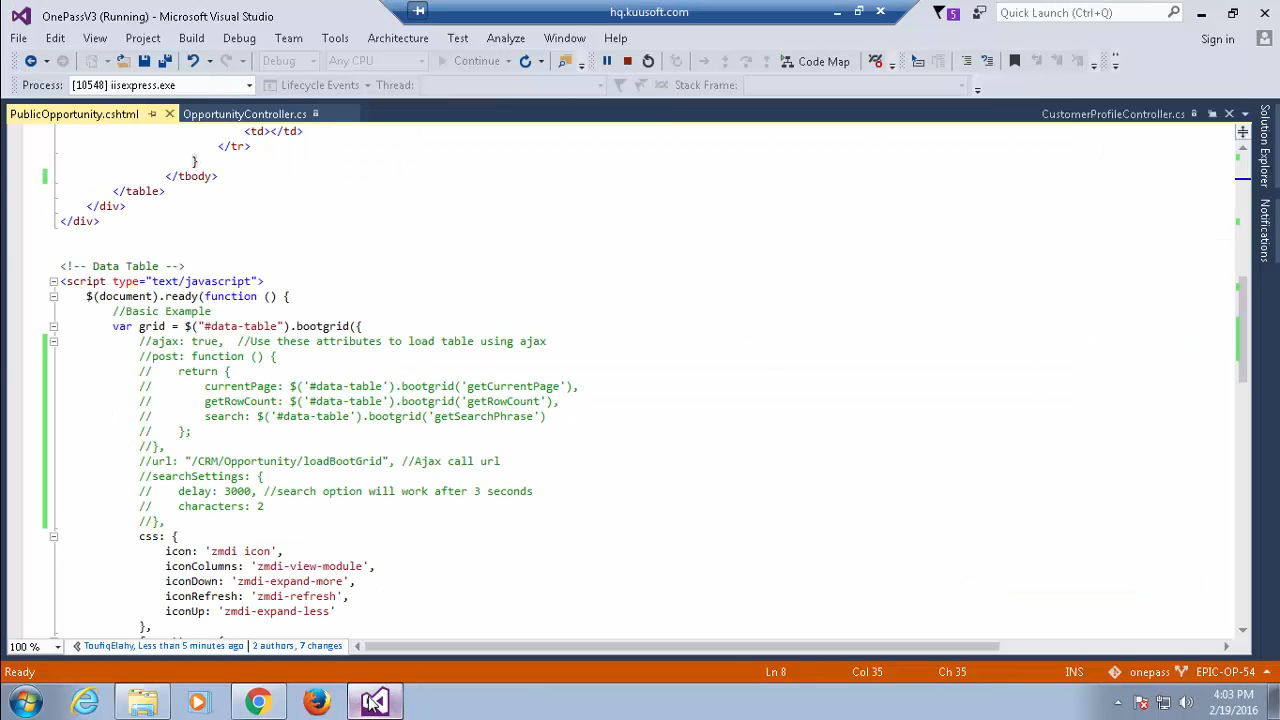 OnePassV3 (Running) - Microsoft Visual Studio
hq.kuusoft.com
5
Quick Launch (Ctrl+Q)
File Edit View Project Build Debug Team Tools Architecture Test Analyze Window Help
Sign in
Debug Any CPU Continue Code Map
Process: [10548] iisexpress.exe Lifecycle Events Thread: Stack Frame:
PublicOpportunity.cshtml OpportunityController.cs CustomerProfileController.cs
Solution Explorer
Notifications
<td></td>
</tr>
}
</tbody>
</table>
</div>
</div>
<!-- Data Table -->
<script type="text/javascript">
$(document).ready(function () {
//Basic Example
var grid = $("#data-table").bootgrid({
//ajax: true, //Use these attributes to load table using ajax
//post: function () {
// return {
// currentPage: $('#data-table').bootgrid('getCurrentPage'),
// getRowCount: $('#data-table').bootgrid('getRowCount'),
// search: $('#data-table').bootgrid('getSearchPhrase')
// };
//},
//url: "/CRM/Opportunity/loadBootGrid", //Ajax call url
//searchSettings: {
// delay: 3000, //search option will work after 3 seconds
// characters: 2
//},
css: {
icon: 'zmdi icon',
iconColumns: 'zmdi-view-module',
iconDown: 'zmdi-expand-more',
iconRefresh: 'zmdi-refresh',
iconUp: 'zmdi-expand-less'
},
100 % ToufiqElahy, Less than 5 minutes ago | 2 authors, 7 changes
Ready Ln 8 Col 35 Ch 35 INS onepass EPIC-OP-54
4:03 PM
2/19/2016